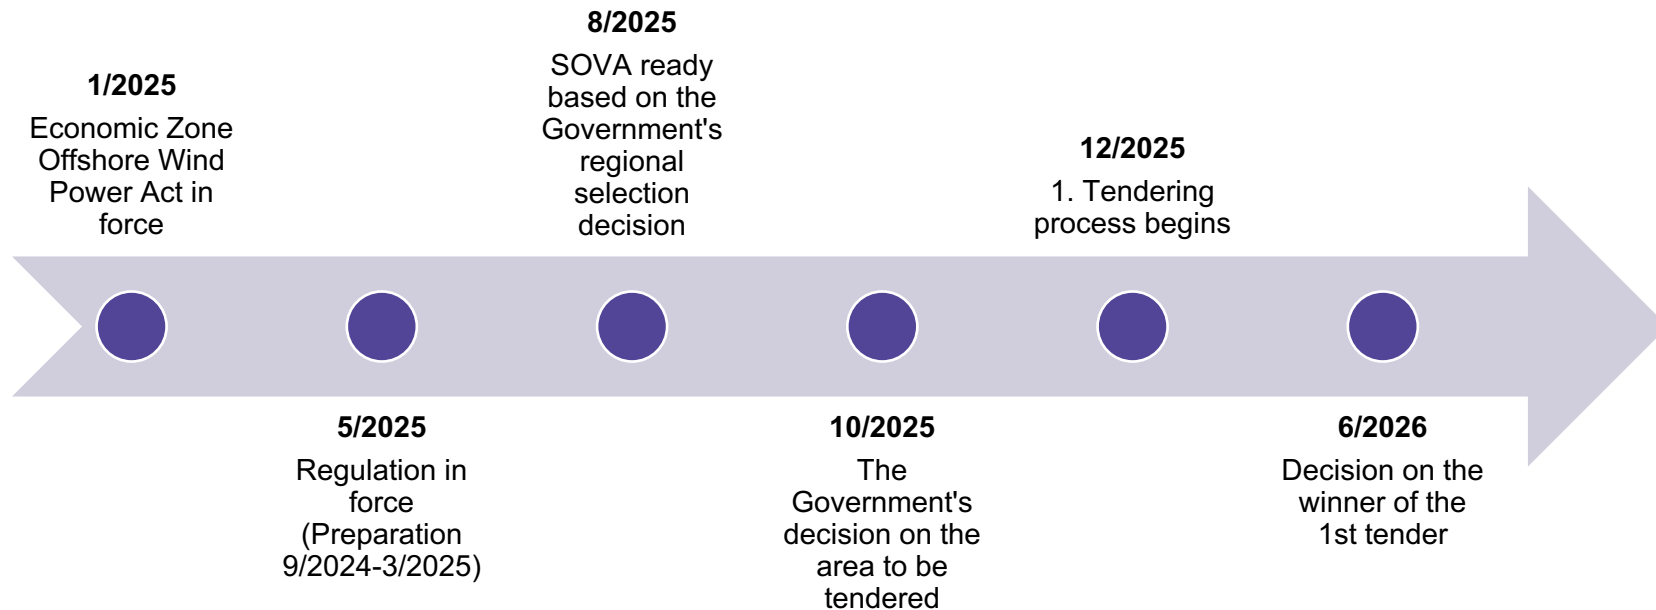 1/2025
Economic Zone
Offshore Wind
Power Act in
force
5/2025
Regulation in
force
(Preparation
9/2024-3/2025)
8/2025
SOVA ready
based on the
Government's
regional
selection
decision
10/2025
The
Government's
decision on the
area to be
tendered
12/2025
1. Tendering
process begins
6/2026
Decision on the
winner of the
1st tender